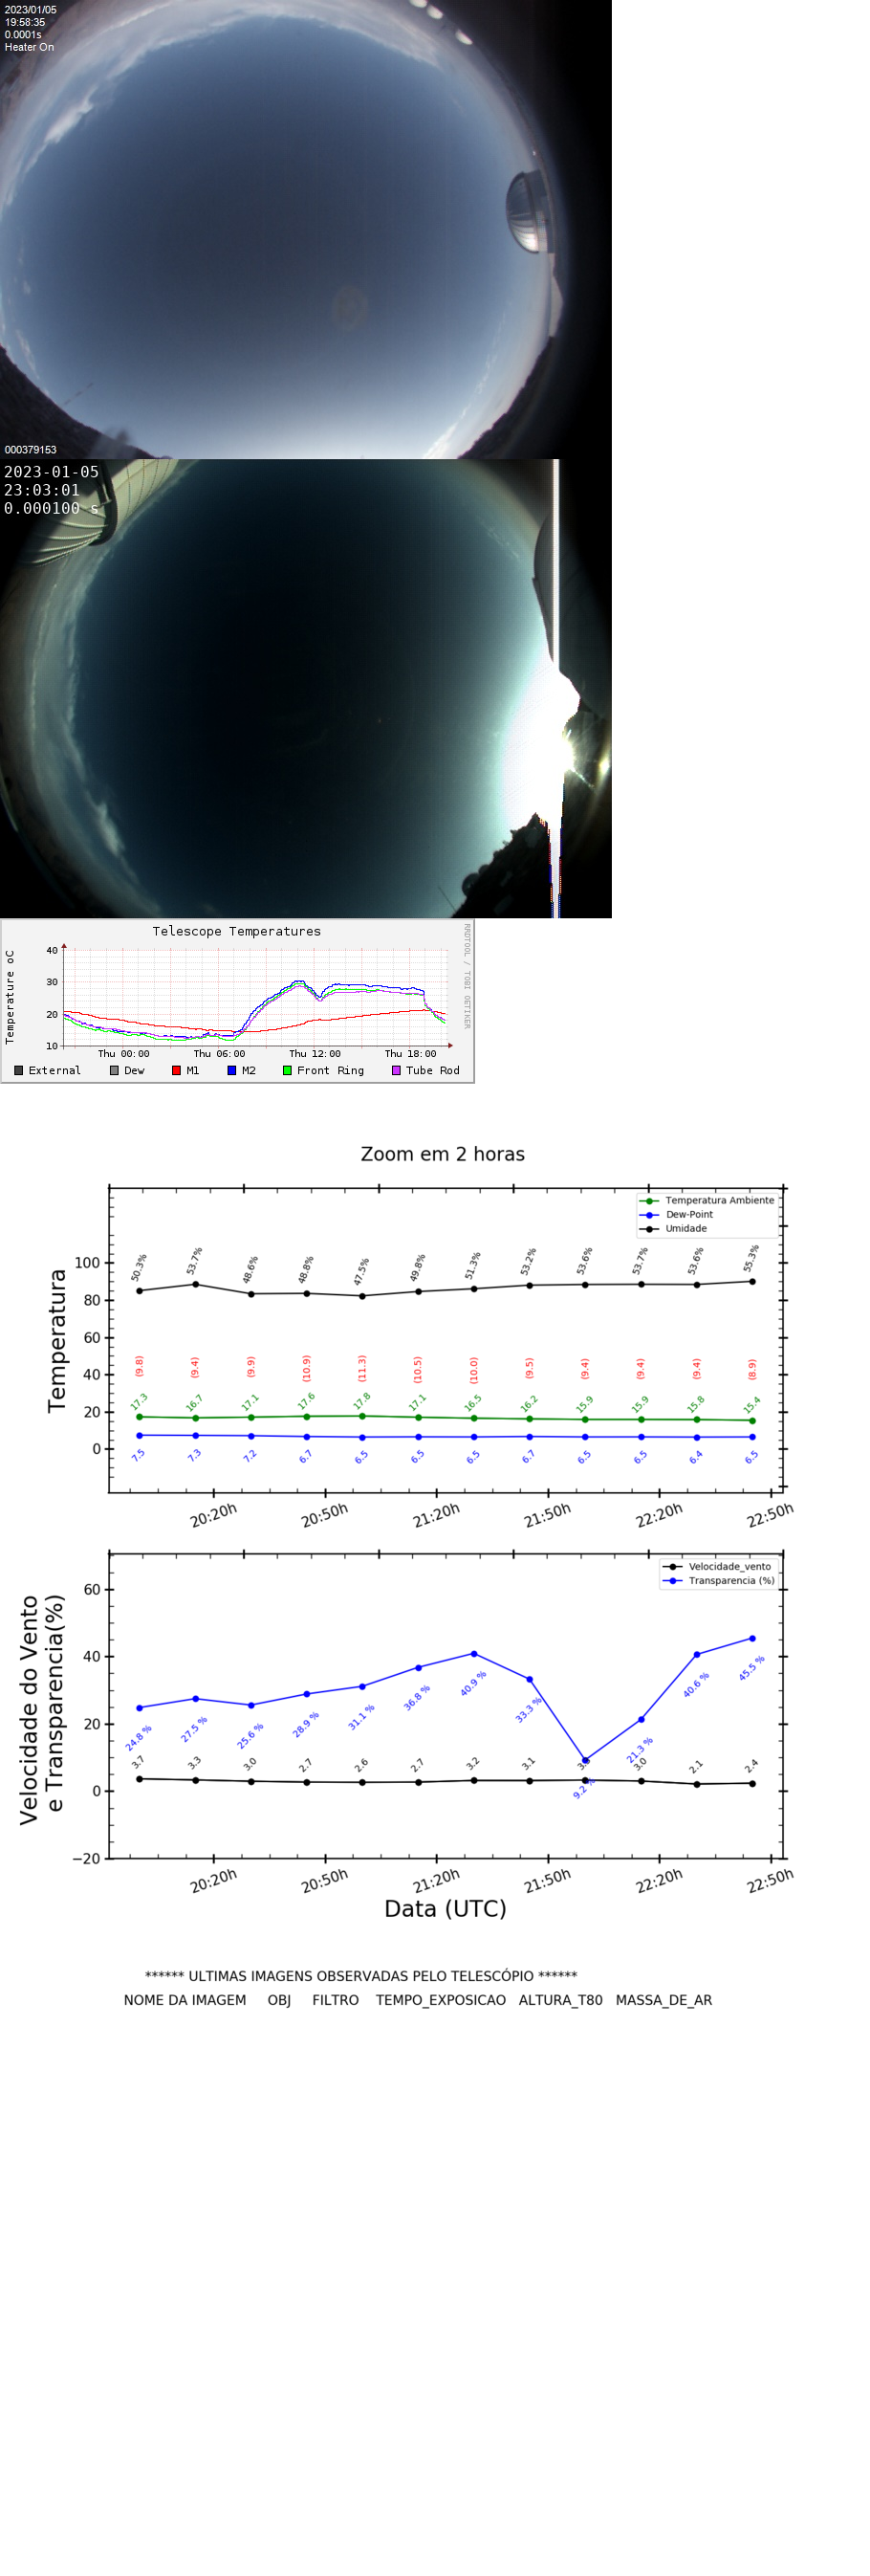 2023/01/05
19:58:35
0.0001s
Heater On
000379153
2023-01-05
23:03:01
0.000100 s
Telescope Temperatures
RRDTOOL / TOBI OETIKER
Temperature oC
40
30
20
10
Thu 00:00 Thu 06:00 Thu 12:00 Thu 18:00
External Dew M1 M2 Front Ring Tube Rod
Zoom em 2 horas
Temperatura Ambiente
Dew-Point
Umidade
Temperatura
100
80
60
40
20
0
50.3% 53.7% 48.6% 48.8% 47.5% 49.8% 51.3% 53.2% 53.6% 53.7% 53.6% 55.3%
(9.8) (9.4) (9.9) (10.9) (11.3) (10.5) (10.0) (9.5) (9.4) (9.4) (9.4) (8.9)
17.3 16.7 17.1 17.6 17.8 17.1 16.5 16.2 15.9 15.9 15.8 15.4
7.5 7.3 7.2 6.7 6.5 6.5 6.5 6.7 6.5 6.5 6.4 6.5
20:20h 20:50h 21:20h 21:50h 22:20h 22:50h
Velocidade_vento
Transparencia (%)
Velocidade do Vento
e Transparencia(%)
60
40
20
0
−20
24.8 % 27.5 % 25.6 % 28.9 % 31.1 % 36.8 % 40.9 % 33.3 % 9.2 % 21.3 % 40.6 % 45.5 %
3.7 3.3 3.0 2.7 2.6 2.7 3.2 3.1 3.0 2.1 2.4
20:20h 20:50h 21:20h 21:50h 22:20h 22:50h
Data (UTC)
****** ULTIMAS IMAGENS OBSERVADAS PELO TELESCÓPIO ******
NOME DA IMAGEM OBJ FILTRO TEMPO_EXPOSICAO ALTURA_T80 MASSA_DE_AR